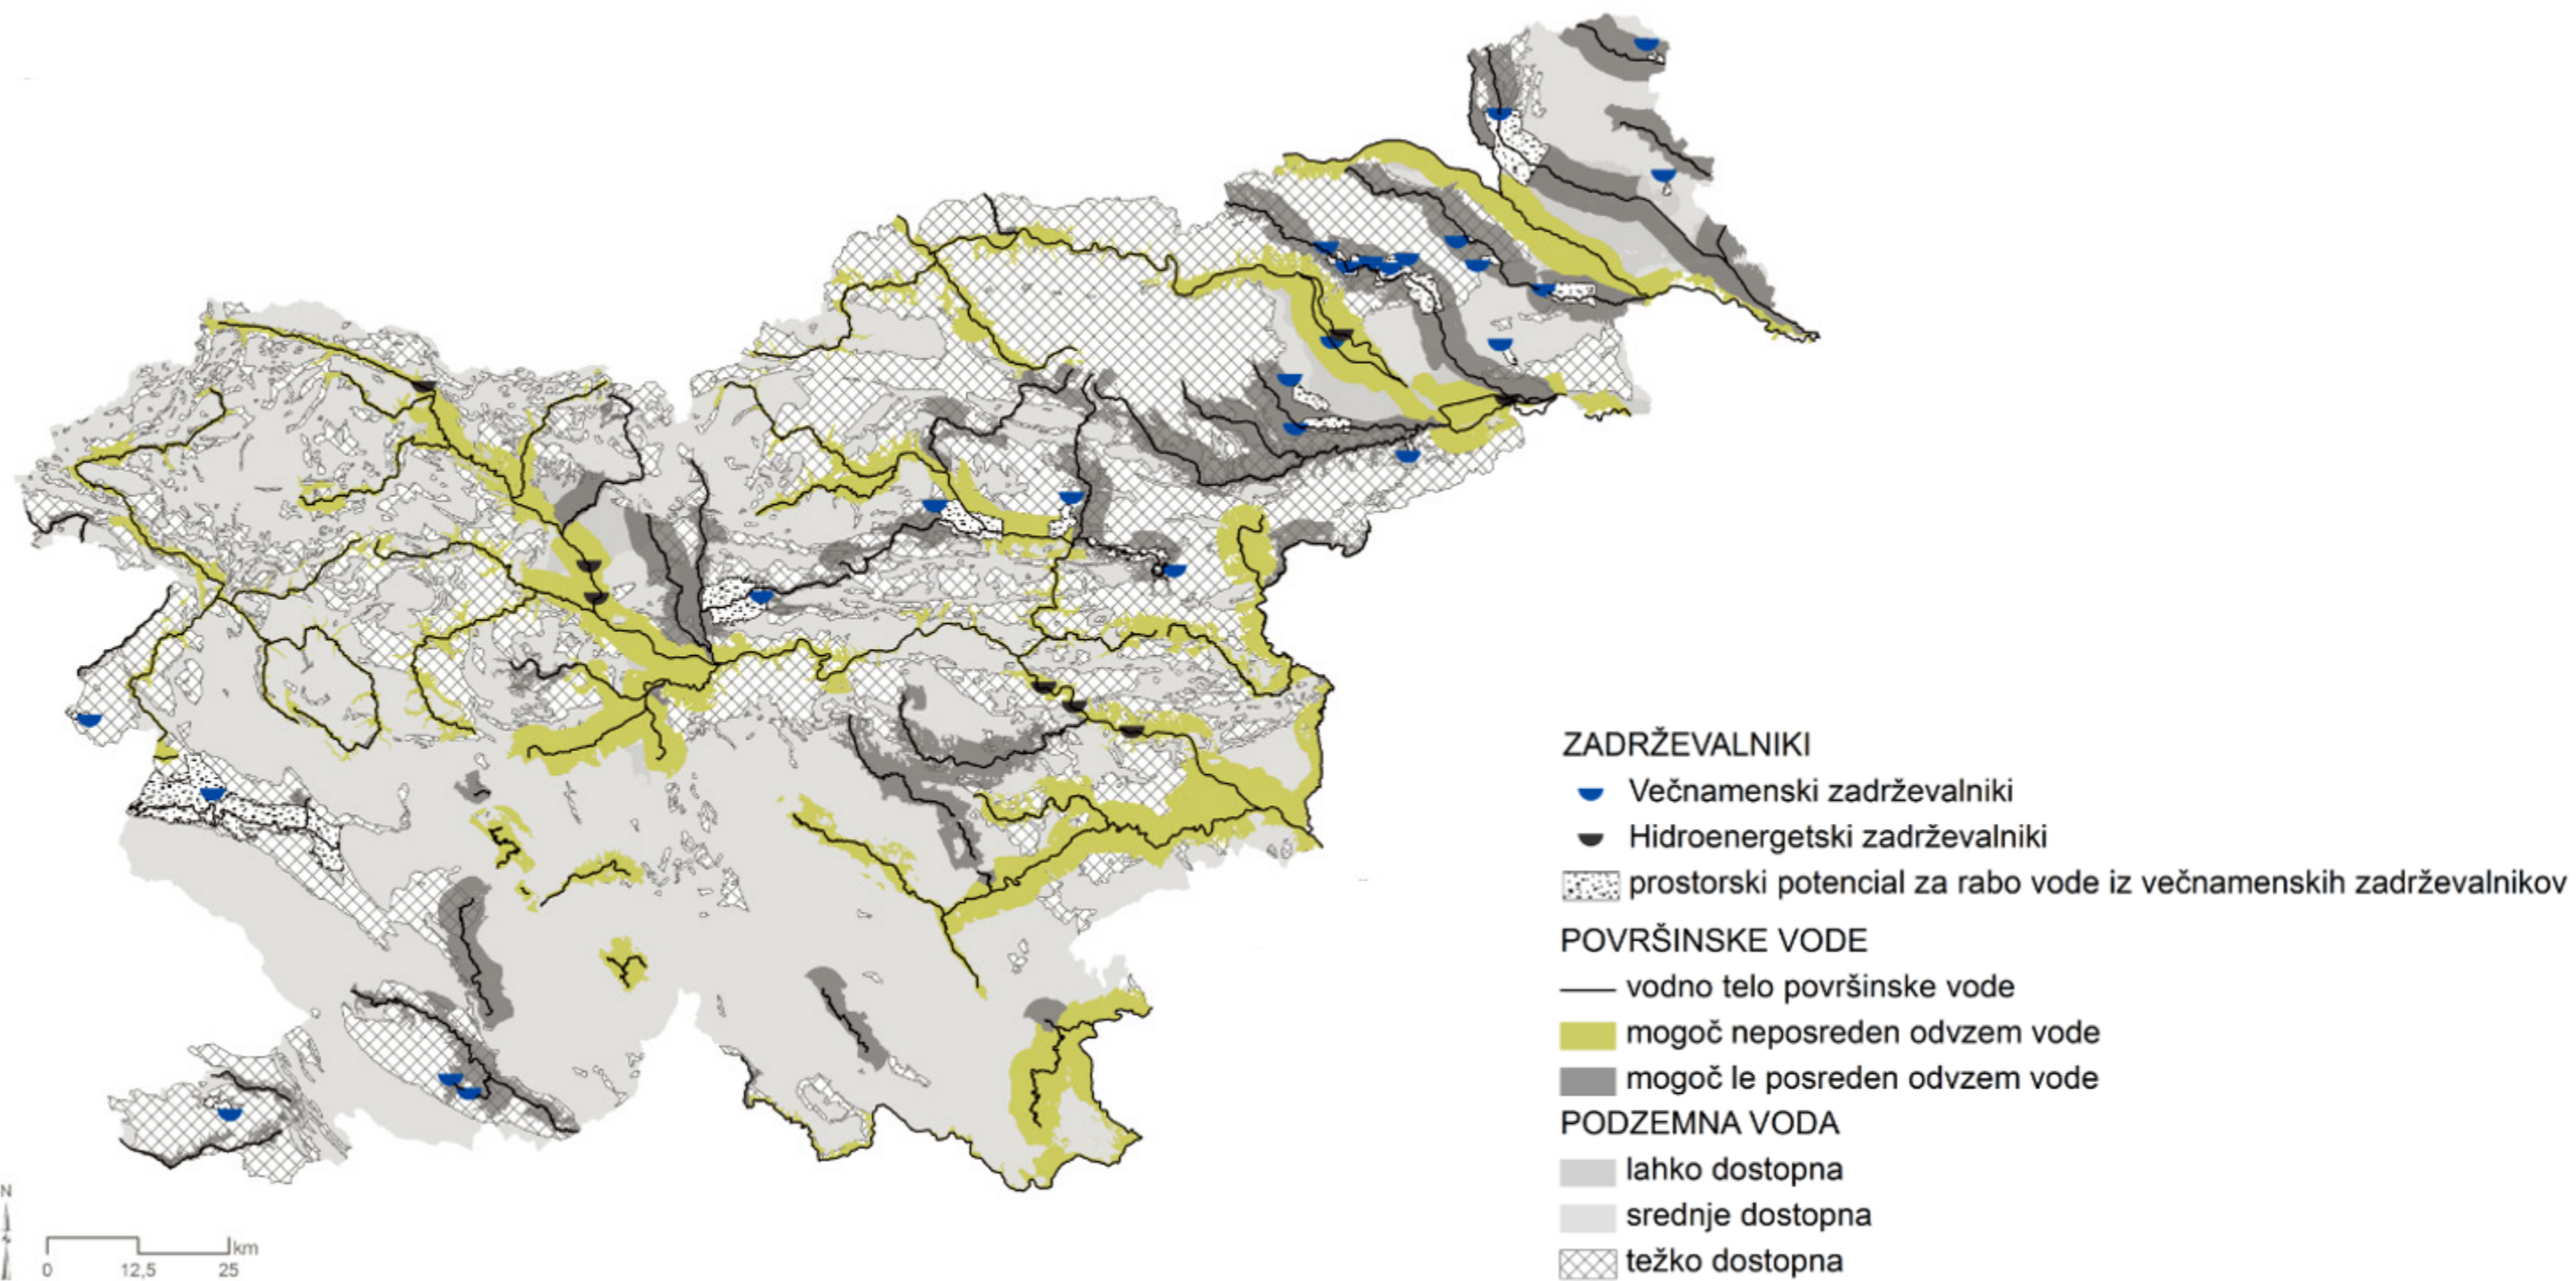 ZADRŽEVALNIKI
Večnamenski zadrževalniki
Hidroenergetski zadrževalniki
prostorski potencial za rabo vode iz večnamenskih zadrževalnikov
POVRŠINSKE VODE
vodno telo površinske vode
mogoč neposreden odvzem vode
mogoč le posreden odvzem vode
PODZEMNA VODA
lahko dostopna
srednje dostopna
težko dostopna
N
km
0 12,5 25